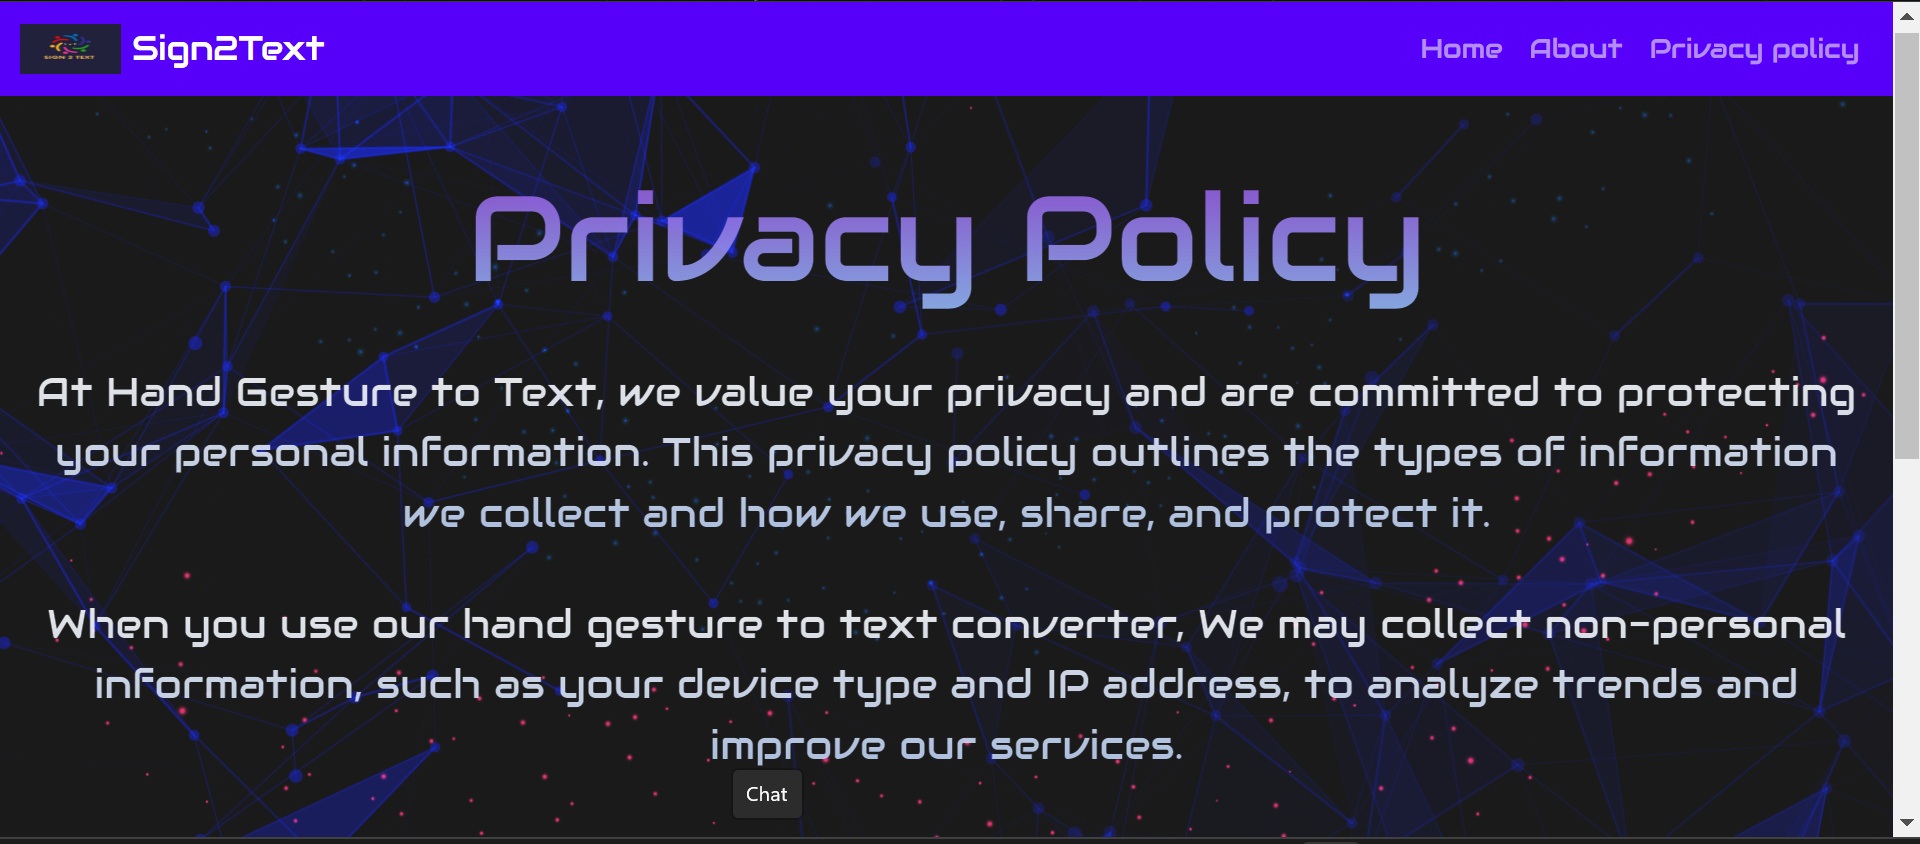 SIGN 2 TEXT
Sign2Text
Home About Privacy policy
Privacy Policy
At Hand Gesture to Text, we value your privacy and are committed to protecting
your personal information. This privacy policy outlines the types of information
we collect and how we use, share, and protect it.
When you use our hand gesture to text converter, We may collect non-personal
information, such as your device type and IP address, to analyze trends and
improve our services.
Chat